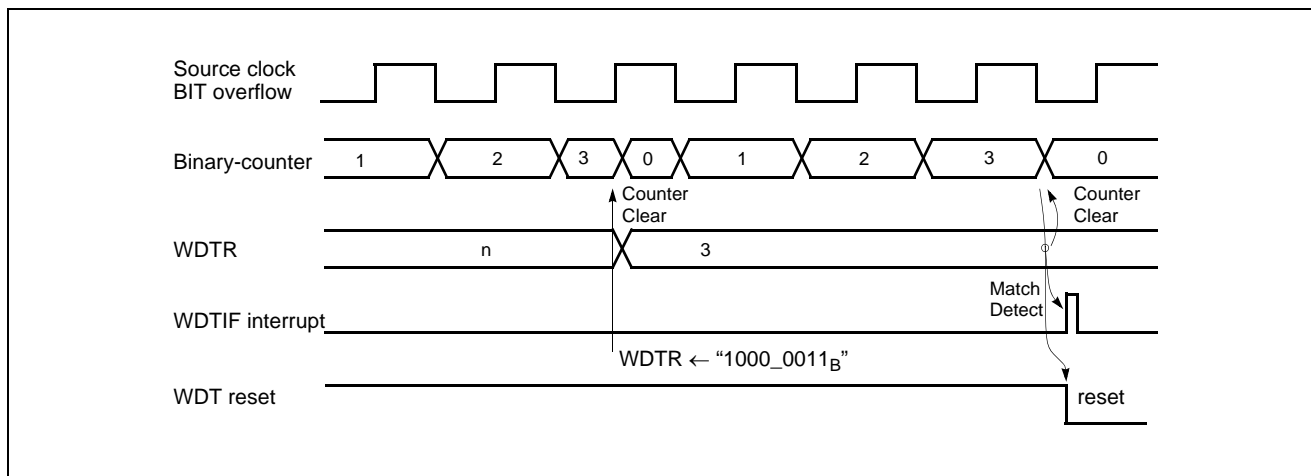 Source clock
BIT overflow
Binary-counter
1 2 3 0 1 2 3 0
Counter
Clear
Counter
Clear
WDTR
n 3
Match
Detect
WDTIF interrupt
WDTR ← “1000_0011B”
WDT reset
reset